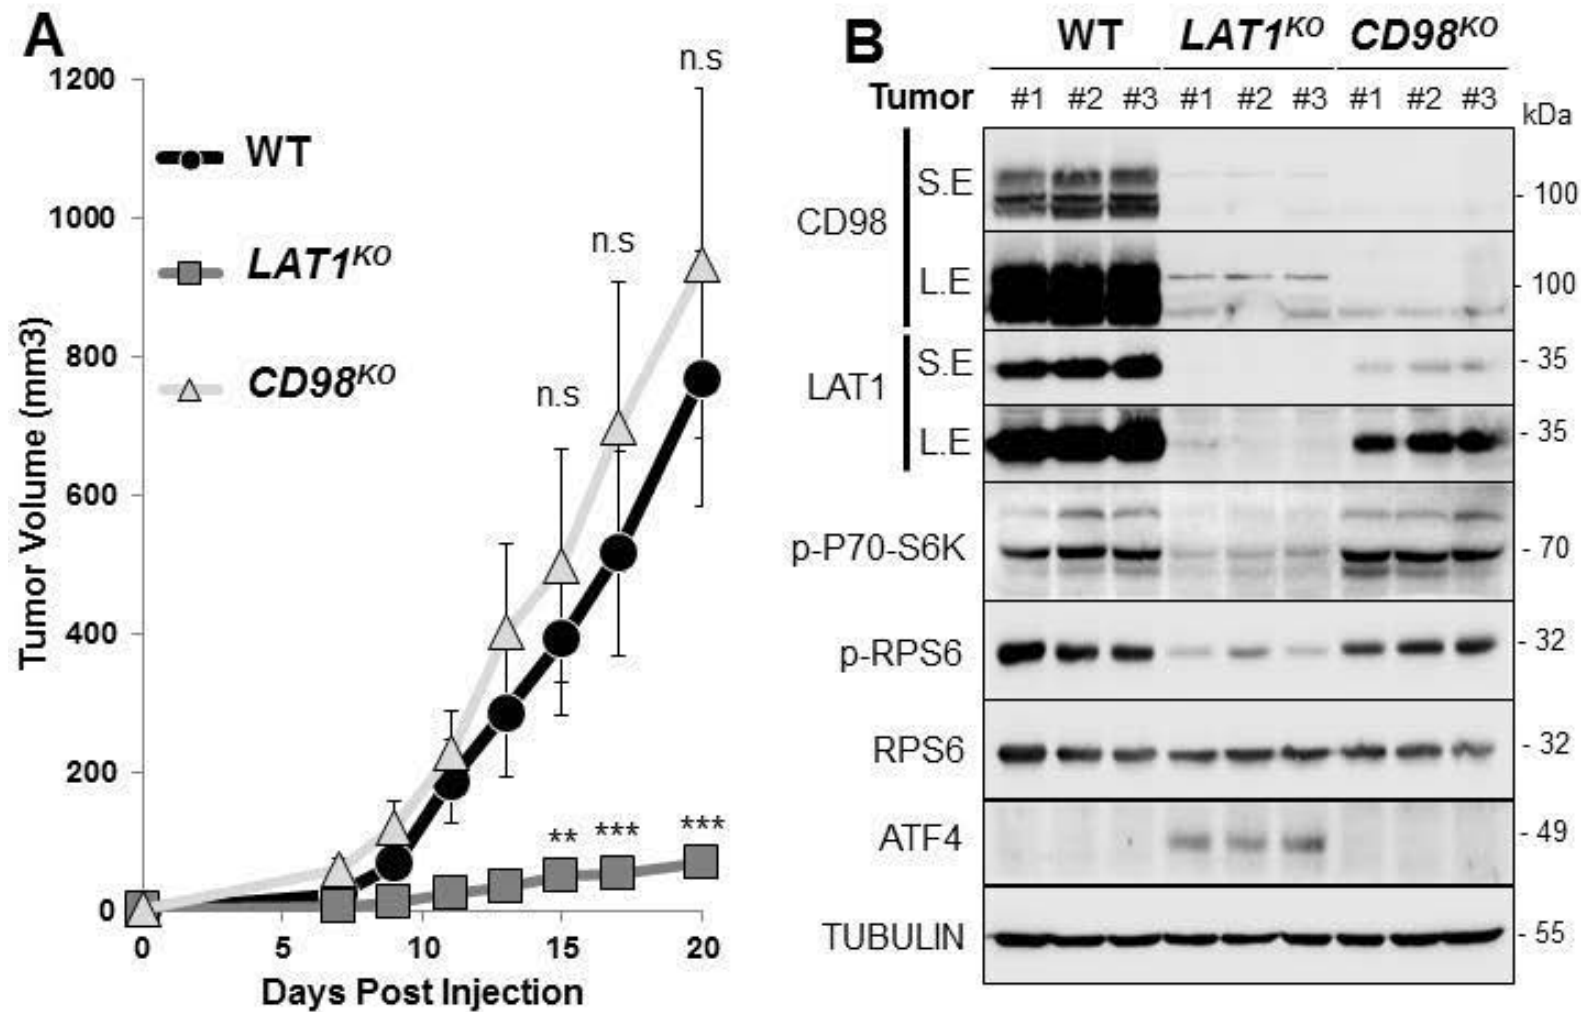 A
1200
1000
800
600
400
200
0
0 5 10 15 20
Tumor Volume (mm3)
Days Post Injection
WT
LAT1KO
CD98KO
n.s
n.s
n.s
** *** ***
B
WT LAT1KO CD98KO
Tumor #1 #2 #3 #1 #2 #3 #1 #2 #3
kDa
CD98
S.E - 100
L.E - 100
LAT1
S.E - 35
L.E - 35
p-P70-S6K - 70
p-RPS6 - 32
RPS6 - 32
ATF4 - 49
TUBULIN - 55